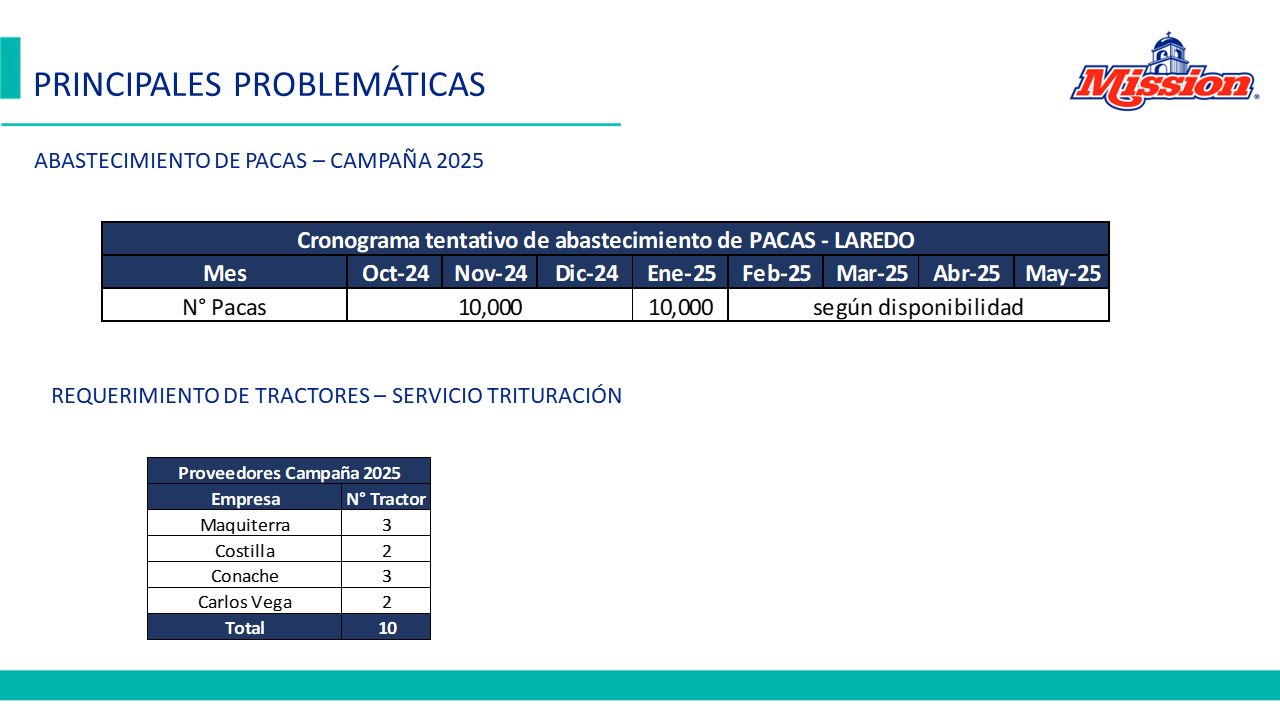 PRINCIPALES PROBLEMÁTICAS
Mission®
ABASTECIMIENTO DE PACAS – CAMPAÑA 2025
Cronograma tentativo de abastecimiento de PACAS - LAREDO
Mes Oct-24 Nov-24 Dic-24 Ene-25 Feb-25 Mar-25 Abr-25 May-25
N° Pacas 10,000 10,000 según disponibilidad
REQUERIMIENTO DE TRACTORES – SERVICIO TRITURACIÓN
Proveedores Campaña 2025
Empresa N° Tractor
Maquiterra 3
Costilla 2
Conache 3
Carlos Vega 2
Total 10